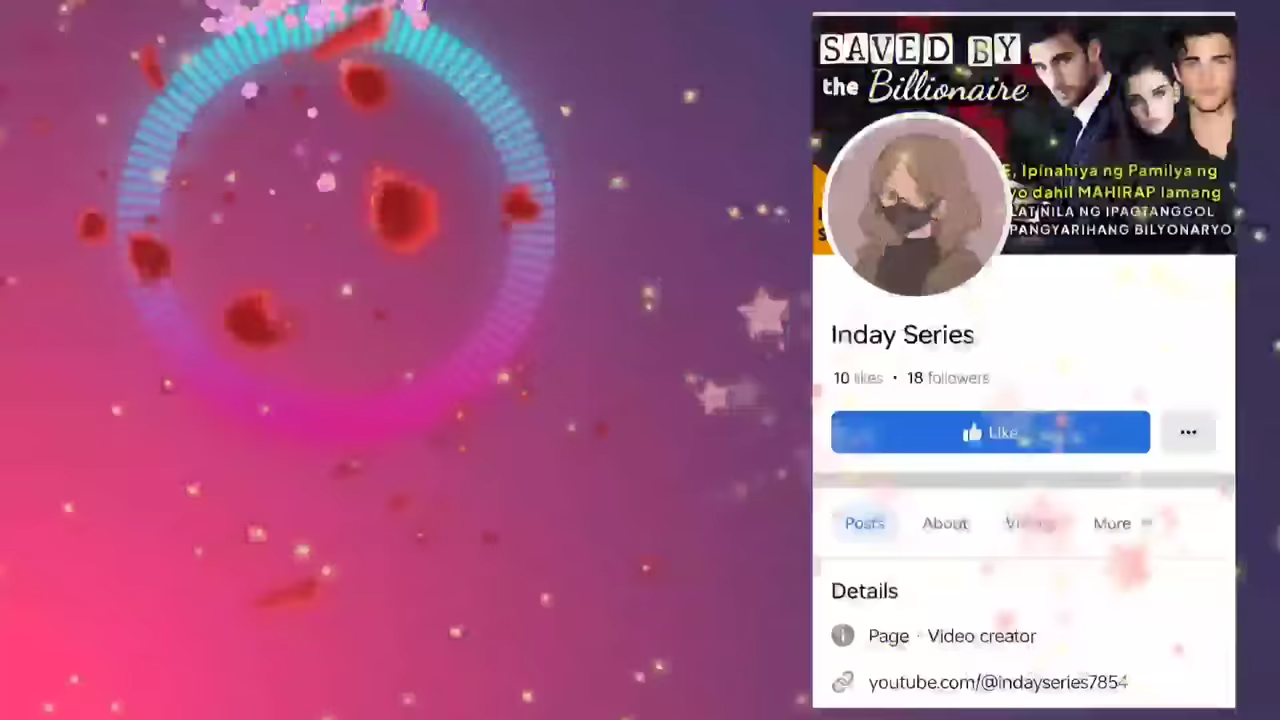 SAVED BY
the Billionaire
, Ipinahiya ng Pamilya ng
dahil MAHIRAP lamang
NILA NG IPAGTANGGOL
PANGYARIHANG BILYONARYO
Inday Series
10 likes · 18 followers
Like
Posts About More
Details
Page · Video creator
youtube.com/@indayseries7854